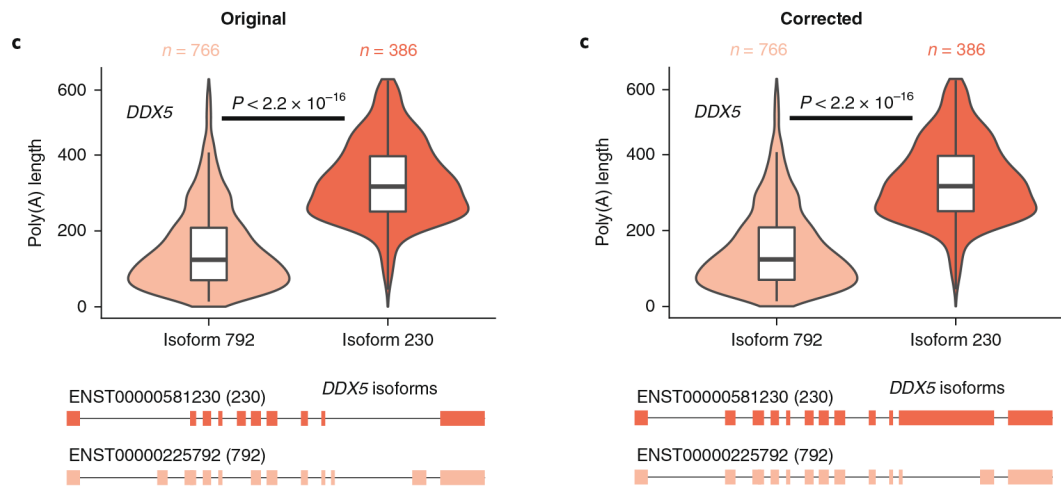 Original
c
n = 766
n = 386
600
400
200
0
Poly(A) length
DDX5
P < 2.2 × 10⁻¹⁶
Isoform 792
Isoform 230
DDX5 isoforms
ENST00000581230 (230)
ENST00000225792 (792)
Corrected
c
n = 766
n = 386
600
400
200
0
Poly(A) length
DDX5
P < 2.2 × 10⁻¹⁶
Isoform 792
Isoform 230
DDX5 isoforms
ENST00000581230 (230)
ENST00000225792 (792)